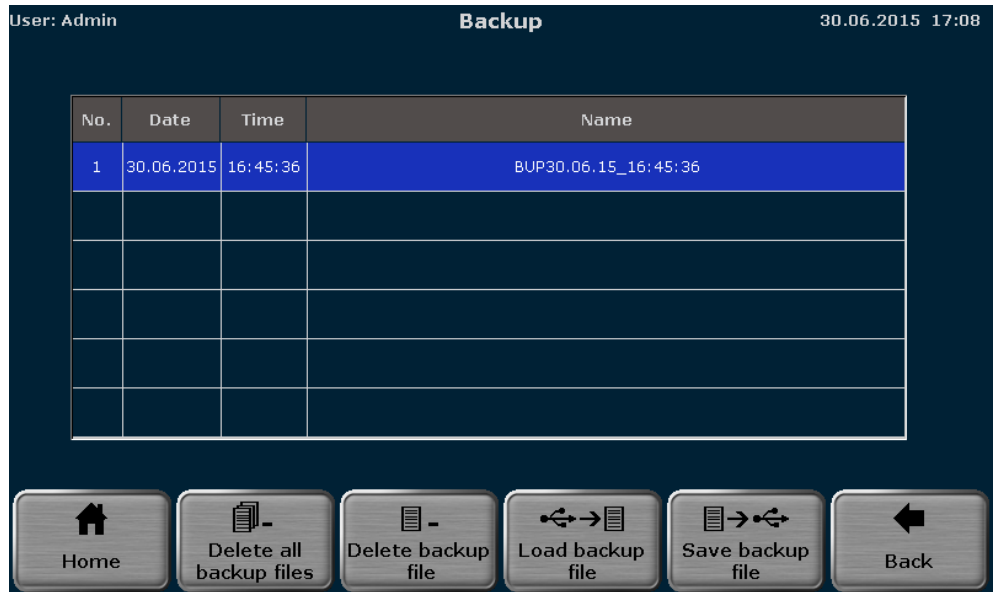 User: Admin Backup 30.06.2015 17:08
No. Date Time Name
1 30.06.2015 16:45:36 BUP30.06.15_16:45:36
Home
Delete all
backup files
Delete backup
file
Load backup
file
Save backup
file
Back